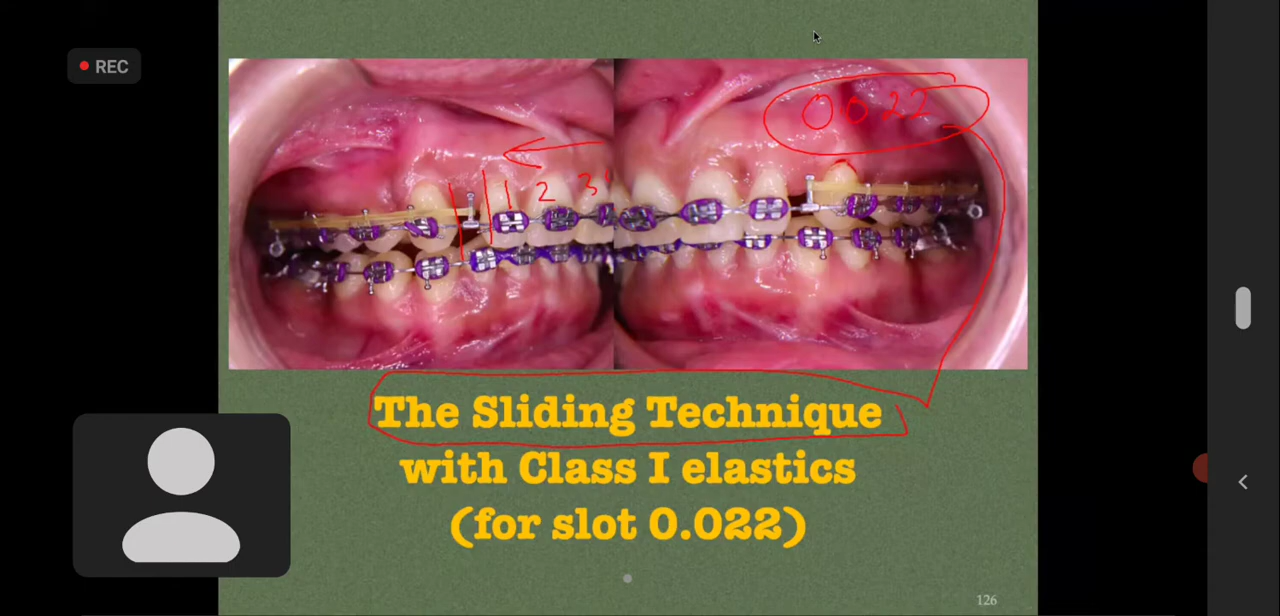 REC
0022
1 2 3
The Sliding Technique
with Class I elastics
(for slot 0.022)
126